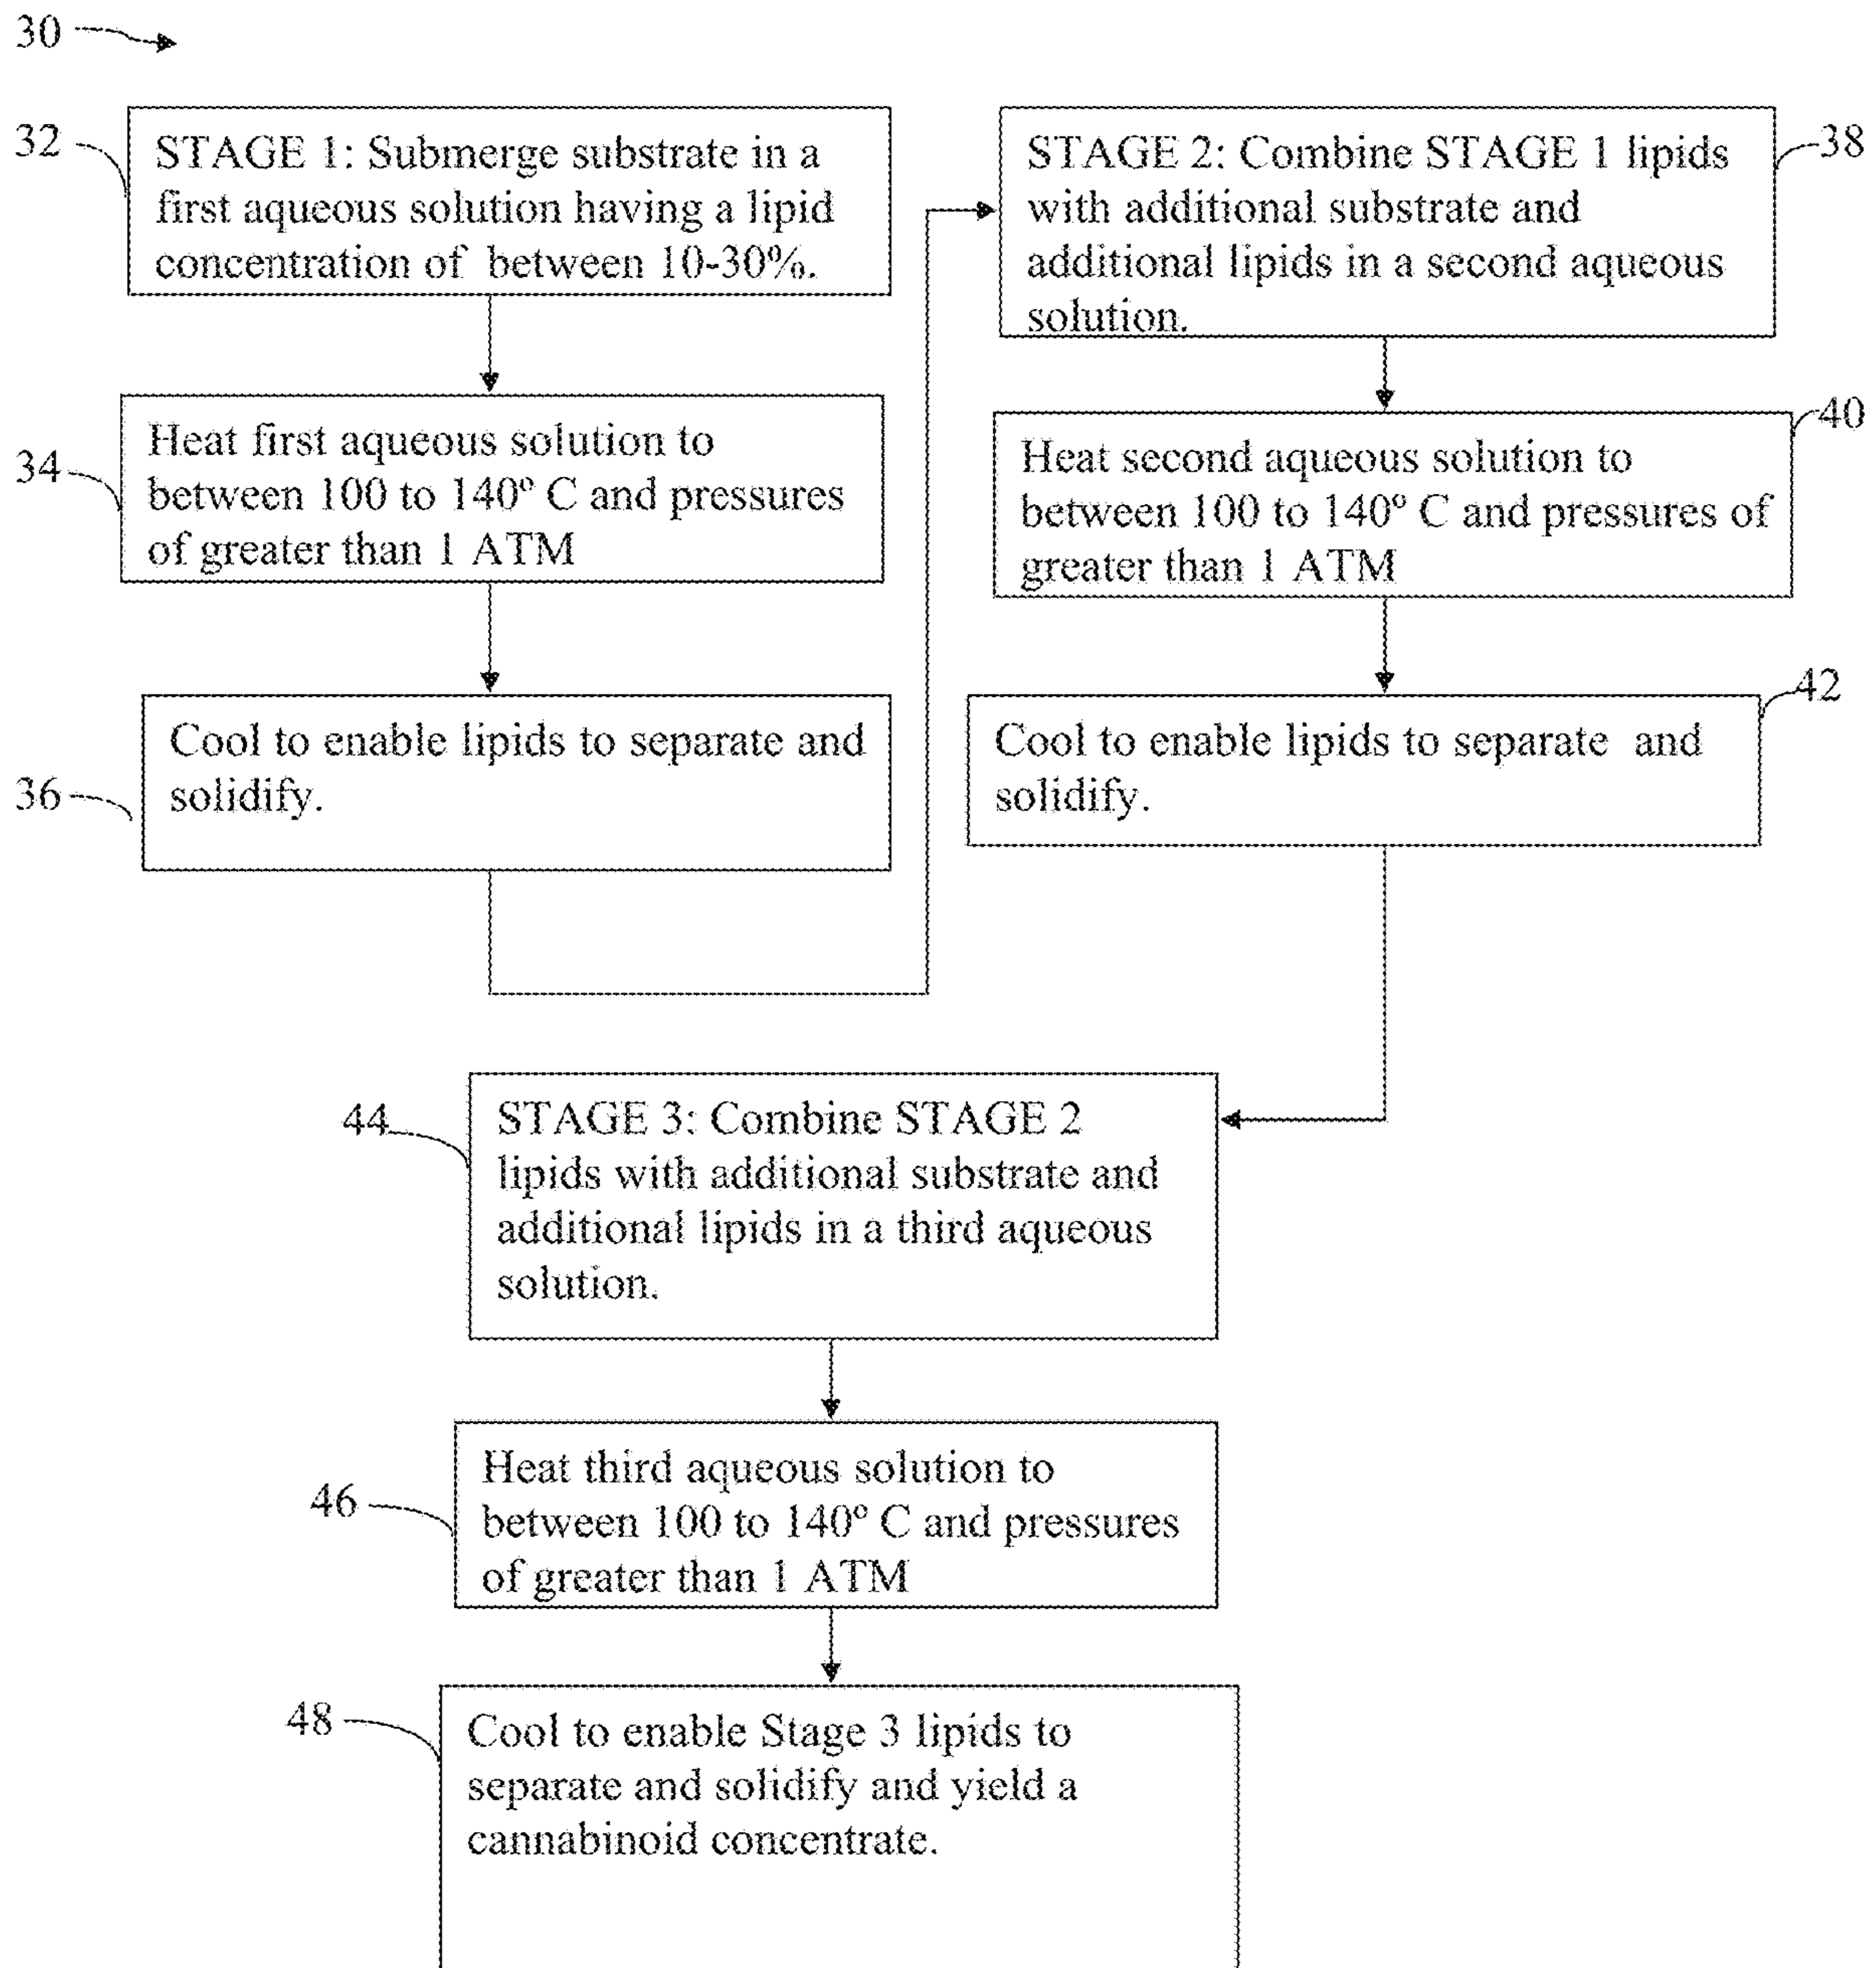 30
32
STAGE 1: Submerge substrate in a
first aqueous solution having a lipid
concentration of between 10-30%.
34
Heat first aqueous solution to
between 100 to 140º C and pressures
of greater than 1 ATM
36
Cool to enable lipids to separate and
solidify.
38
STAGE 2: Combine STAGE 1 lipids
with additional substrate and
additional lipids in a second aqueous
solution.
40
Heat second aqueous solution to
between 100 to 140º C and pressures of
greater than 1 ATM
42
Cool to enable lipids to separate and
solidify.
44
STAGE 3: Combine STAGE 2
lipids with additional substrate and
additional lipids in a third aqueous
solution.
46
Heat third aqueous solution to
between 100 to 140º C and pressures
of greater than 1 ATM
48
Cool to enable Stage 3 lipids to
separate and solidify and yield a
cannabinoid concentrate.